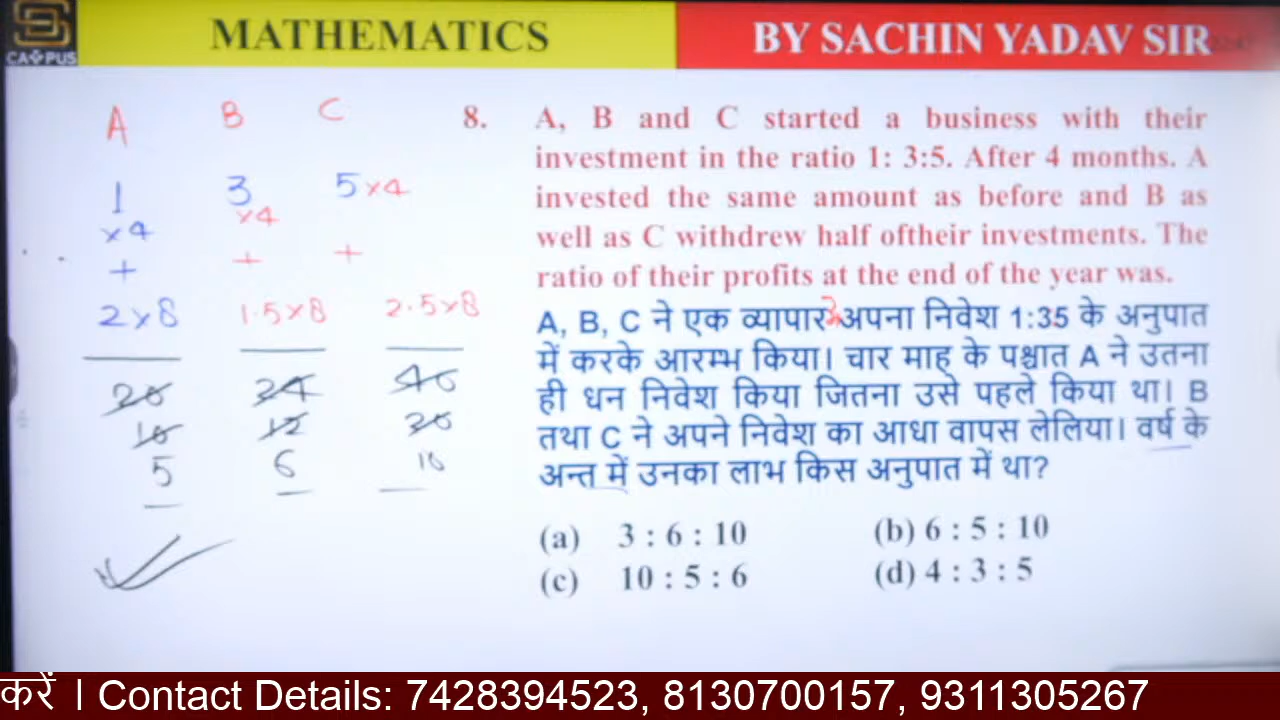 CAMPUS
MATHEMATICS
BY SACHIN YADAV SIR
A B C
1 3 5 ×4
×4 ×4
+ + +
2×8 1.5×8 2.5×8
20 24 40
10 12 20
5 6 10
8. A, B and C started a business with their
investment in the ratio 1: 3:5. After 4 months. A
invested the same amount as before and B as
well as C withdrew half oftheir investments. The
ratio of their profits at the end of the year was.
A, B, C ने एक व्यापार में अपना निवेश 1:35 के अनुपात
में करके आरम्भ किया। चार माह के पश्चात A ने उतना
ही धन निवेश किया जितना उसे पहले किया था। B
तथा C ने अपने निवेश का आधा वापस लेलिया। वर्ष के
अन्त में उनका लाभ किस अनुपात में था?
(a) 3 : 6 : 10 (b) 6 : 5 : 10
(c) 10 : 5 : 6 (d) 4 : 3 : 5
करें । Contact Details: 7428394523, 8130700157, 9311305267